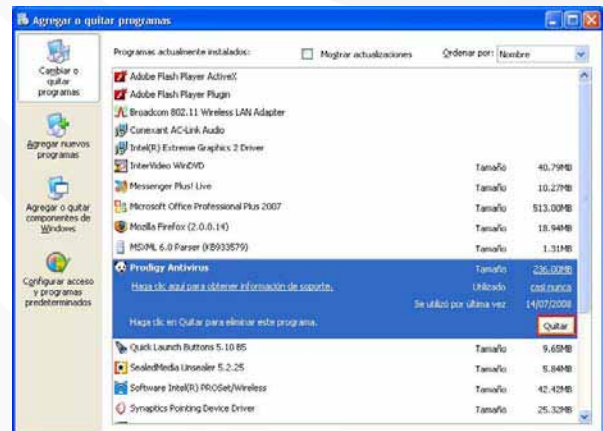 Agregar o quitar programas
Cambiar o quitar programas
Agregar nuevos programas
Agregar o quitar componentes de Windows
Configurar acceso y programas predeterminados
Programas actualmente instalados:
Mostrar actualizaciones
Ordenar por: Nombre
Adobe Flash Player ActiveX
Adobe Flash Player Plugin
Broadcom 802.11 Wireless LAN Adapter
Conexant AC-Link Audio
Intel(R) Extreme Graphics 2 Driver
InterVideo WinDVD Tamaño 40.79MB
Messenger Plus! Live Tamaño 10.27MB
Microsoft Office Professional Plus 2007 Tamaño 513.00MB
Mozilla Firefox (2.0.0.14) Tamaño 18.94MB
MSXML 6.0 Parser (KB933579) Tamaño 1.31MB
Prodigy Antivirus Tamaño 236.00MB
Haga clic aquí para obtener información de soporte. Utilizado casi nunca
Se utilizó por última vez 14/07/2008
Haga clic en Quitar para eliminar este programa. Quitar
Quick Launch Buttons 5.10 B5 Tamaño 9.65MB
SealedMedia Unsealer 5.2.25 Tamaño 5.84MB
Software Intel(R) PROSet/Wireless Tamaño 42.42MB
Synaptics Pointing Device Driver Tamaño 25.32MB